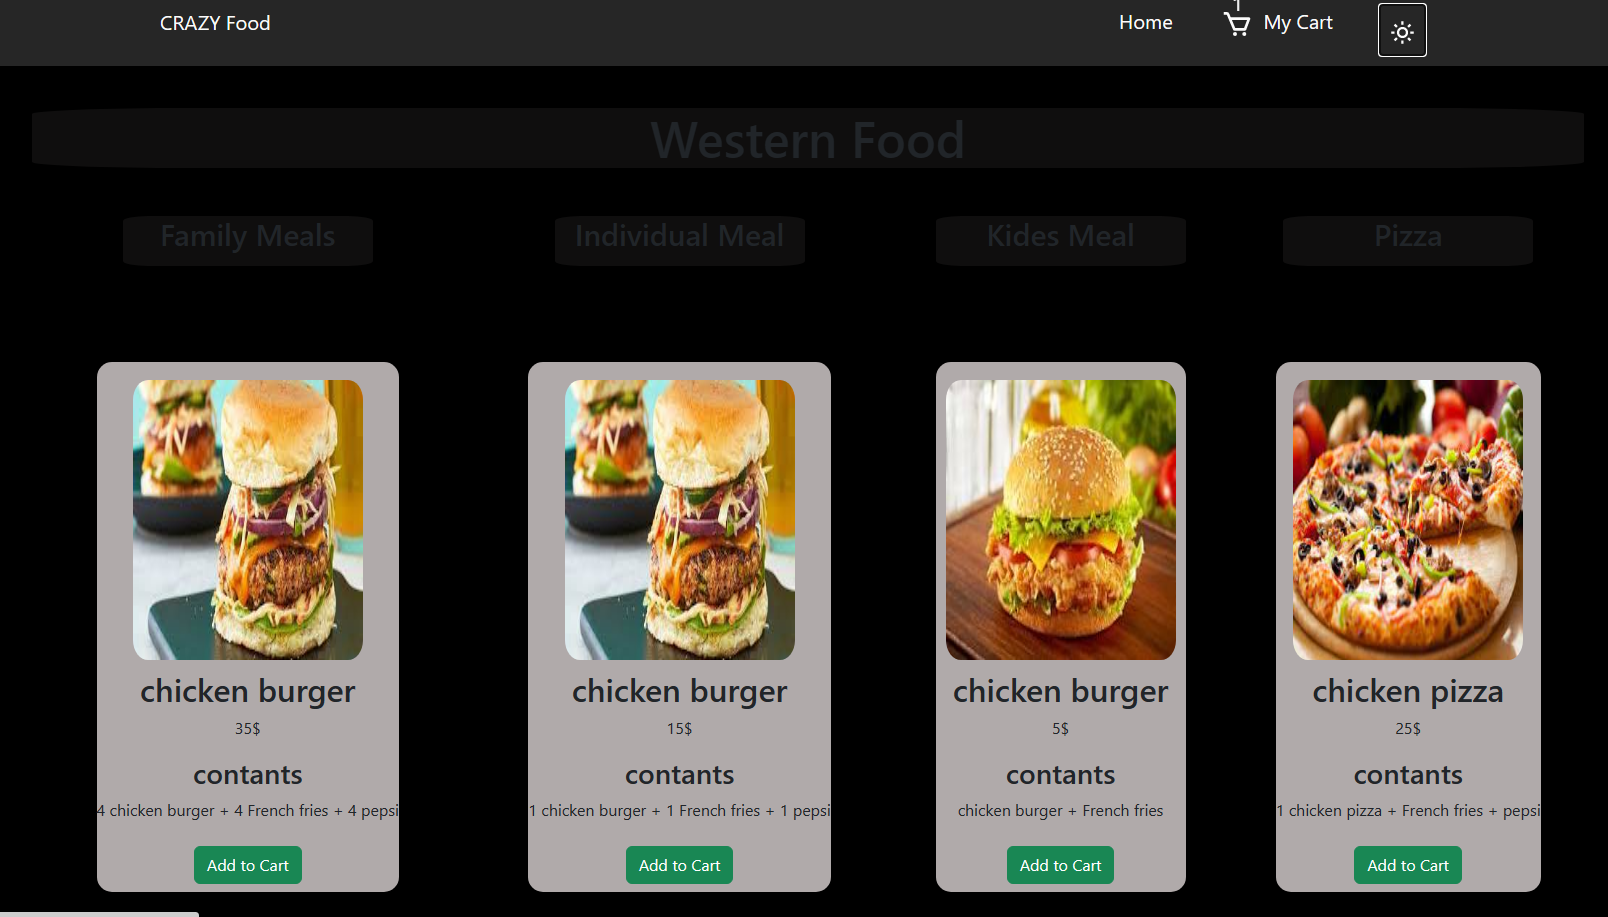 CRAZY Food
Home
My Cart
Western Food
Family Meals
Individual Meal
Kides Meal
Pizza
chicken burger
35$
contants
4 chicken burger + 4 French fries + 4 pepsi
Add to Cart
chicken burger
15$
contants
1 chicken burger + 1 French fries + 1 pepsi
Add to Cart
chicken burger
5$
contants
chicken burger + French fries
Add to Cart
chicken pizza
25$
contants
1 chicken pizza + French fries + pepsi
Add to Cart